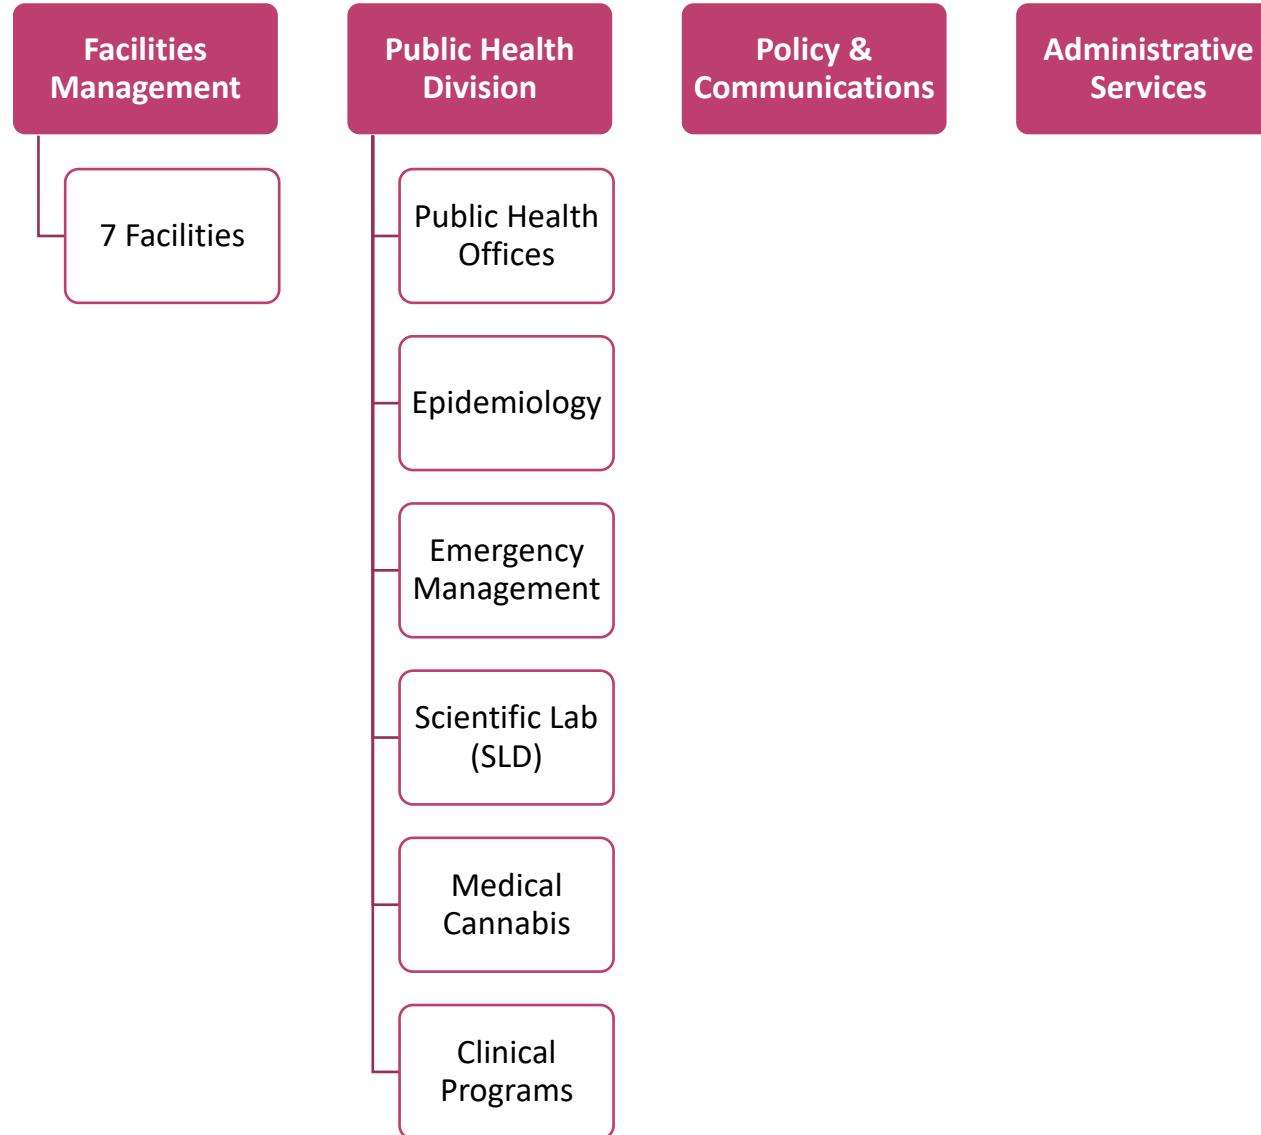 Facilities
Management
7 Facilities
Public Health
Division
Public Health
Offices
Epidemiology
Emergency
Management
Scientific Lab
(SLD)
Medical
Cannabis
Clinical
Programs
Policy &
Communications
Administrative
Services